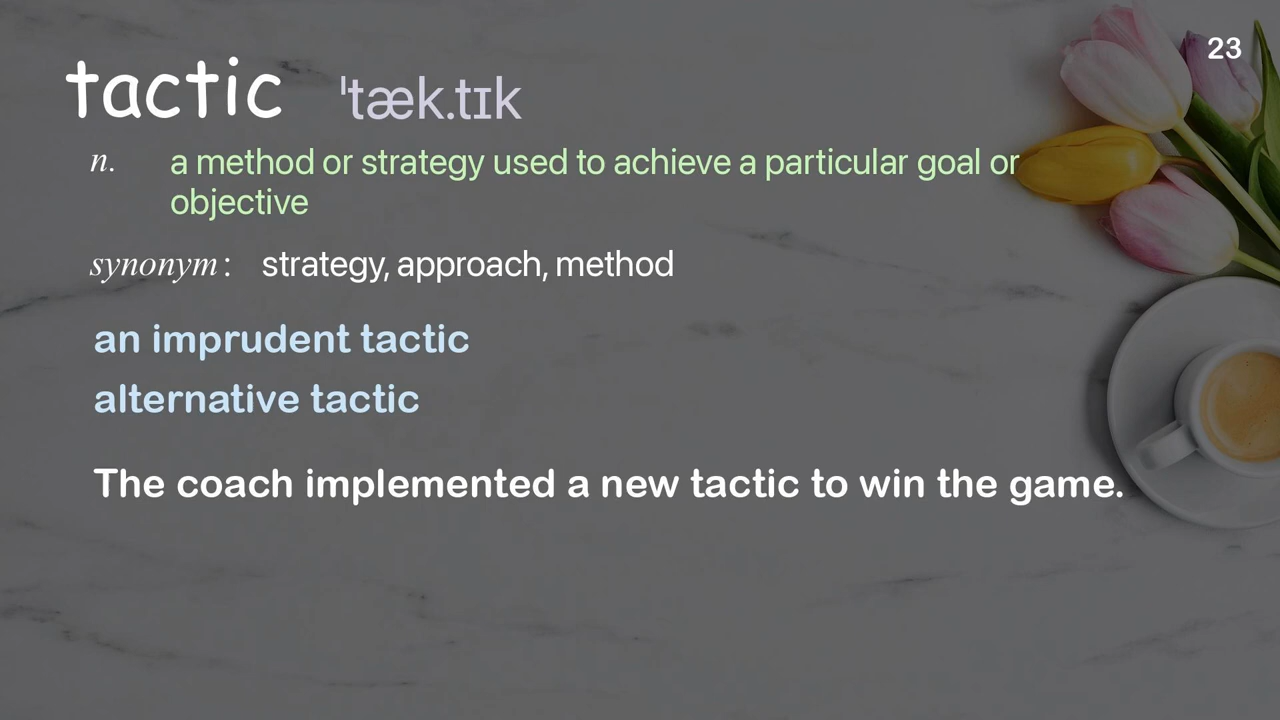 23
tactic ˈtæk.tɪk
n. a method or strategy used to achieve a particular goal or
objective
synonym: strategy, approach, method
an imprudent tactic
alternative tactic
The coach implemented a new tactic to win the game.